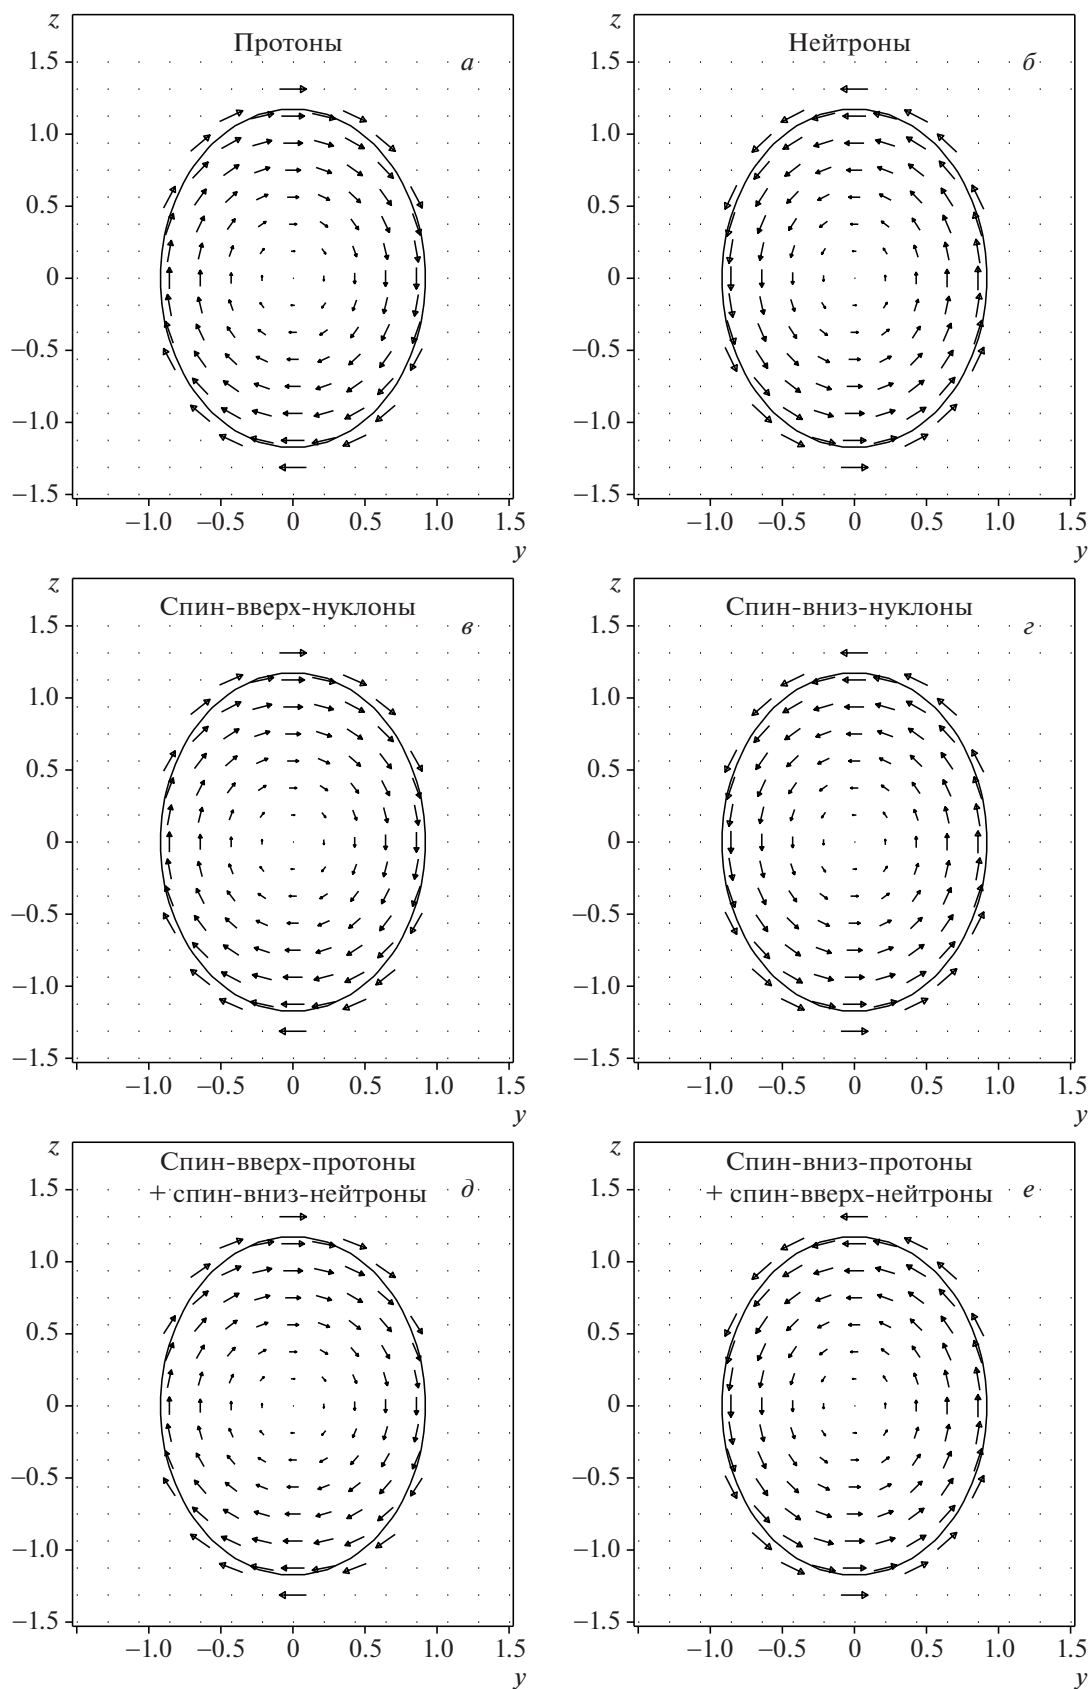 z
Протоны
а
1.5
1.0
0.5
0
−0.5
−1.0
−1.5
−1.0 −0.5 0 0.5 1.0 1.5
y
z
Нейтроны
б
1.5
1.0
0.5
0
−0.5
−1.0
−1.5
−1.0 −0.5 0 0.5 1.0 1.5
y
z
Спин-вверх-нуклоны
в
1.5
1.0
0.5
0
−0.5
−1.0
−1.5
−1.0 −0.5 0 0.5 1.0 1.5
y
z
Спин-вниз-нуклоны
г
1.5
1.0
0.5
0
−0.5
−1.0
−1.5
−1.0 −0.5 0 0.5 1.0 1.5
y
z
Спин-вверх-протоны
+ спин-вниз-нейтроны
д
1.5
1.0
0.5
0
−0.5
−1.0
−1.5
−1.0 −0.5 0 0.5 1.0 1.5
y
z
Спин-вниз-протоны
+ спин-вверх-нейтроны
е
1.5
1.0
0.5
0
−0.5
−1.0
−1.5
−1.0 −0.5 0 0.5 1.0 1.5
y